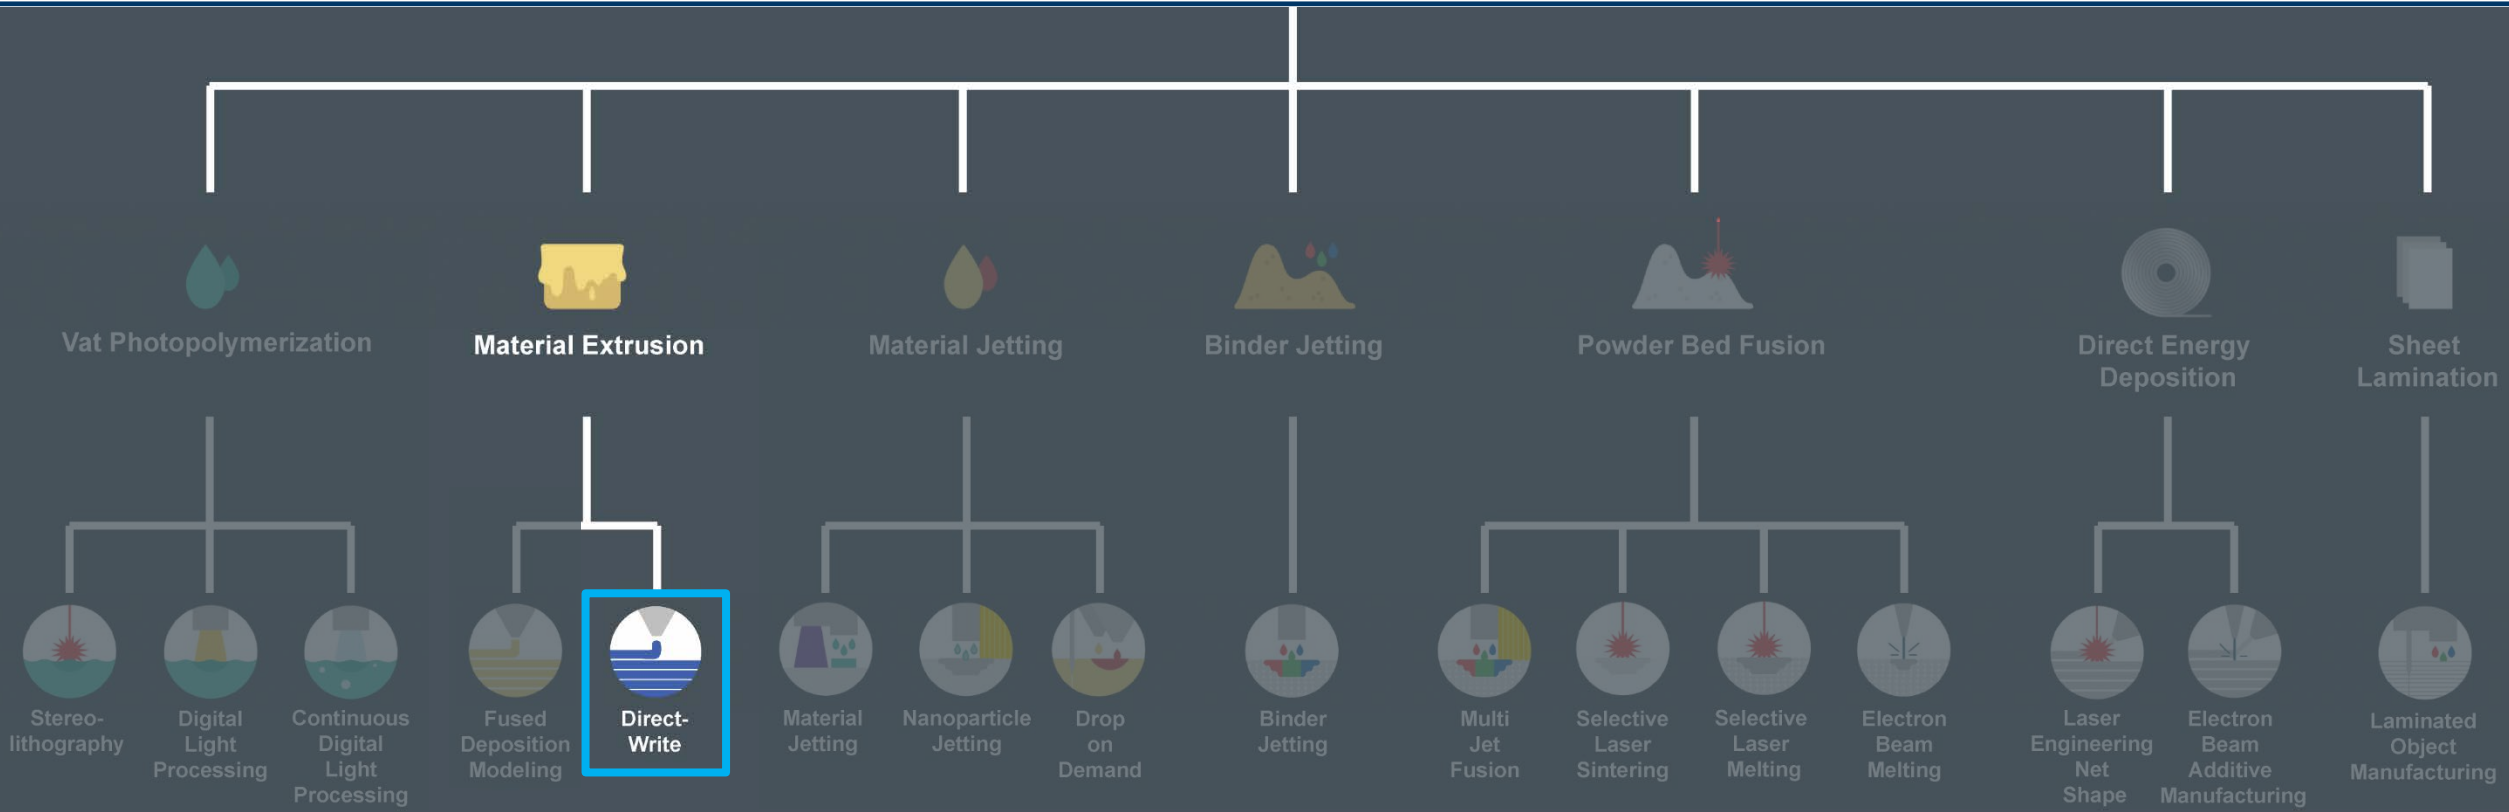 Vat Photopolymerization
Material Extrusion
Material Jetting
Binder Jetting
Powder Bed Fusion
Direct Energy
Deposition
Sheet
Lamination
Stereo-
lithography
Digital
Light
Processing
Continuous
Digital
Light
Processing
Fused
Deposition
Modeling
Direct-
Write
Material
Jetting
Nanoparticle
Jetting
Drop
on
Demand
Binder
Jetting
Multi
Jet
Fusion
Selective
Laser
Sintering
Selective
Laser
Melting
Electron
Beam
Melting
Laser
Engineering
Net
Shape
Electron
Beam
Additive
Manufacturing
Laminated
Object
Manufacturing